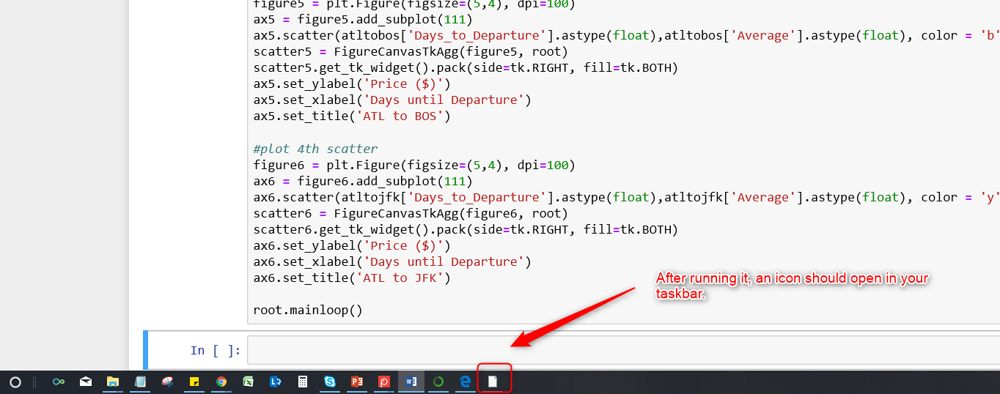 figure5 = plt.Figure(figsize=(5,4), dpi=100)
ax5 = figure5.add_subplot(111)
ax5.scatter(atltobos['Days_to_Departure'].astype(float),atltobos['Average'].astype(float), color = 'b'
scatter5 = FigureCanvasTkAgg(figure5, root)
scatter5.get_tk_widget().pack(side=tk.RIGHT, fill=tk.BOTH)
ax5.set_ylabel('Price ($)')
ax5.set_xlabel('Days until Departure')
ax5.set_title('ATL to BOS')
#plot 4th scatter
figure6 = plt.Figure(figsize=(5,4), dpi=100)
ax6 = figure6.add_subplot(111)
ax6.scatter(atltojfk['Days_to_Departure'].astype(float),atltojfk['Average'].astype(float), color = 'y'
scatter6 = FigureCanvasTkAgg(figure6, root)
scatter6.get_tk_widget().pack(side=tk.RIGHT, fill=tk.BOTH)
ax6.set_ylabel('Price ($)')
ax6.set_xlabel('Days until Departure')
ax6.set_title('ATL to JFK')
After running it, an icon should open in your
taskbar.
root.mainloop()
In [ ]: